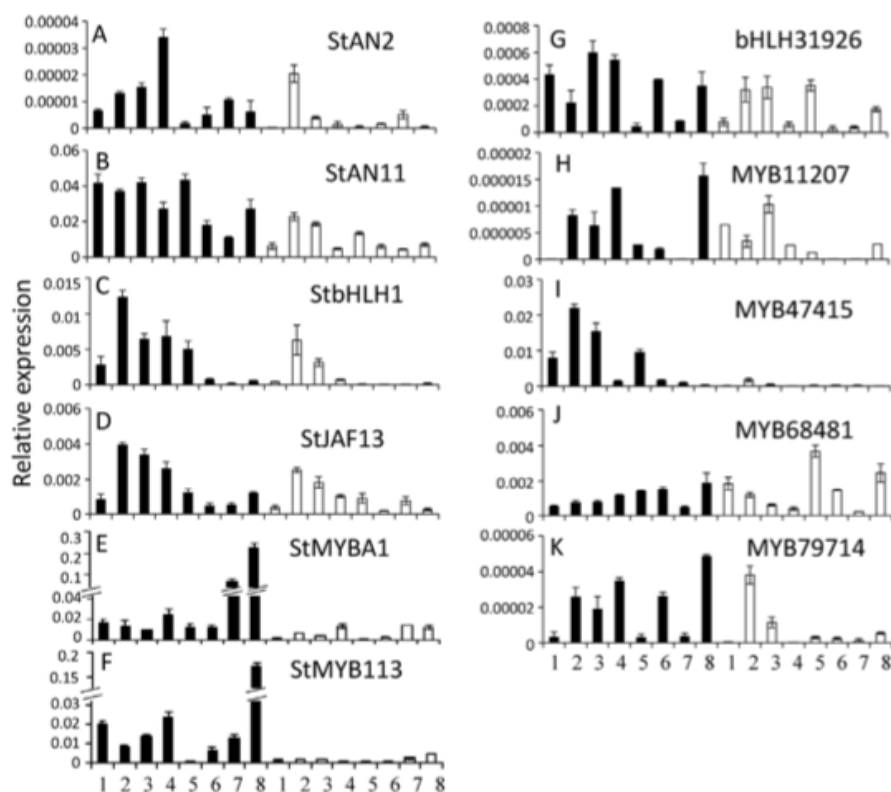 A
StAN2
0.00004
0.00003
0.00002
0.00001
0
B
StAN11
0.06
0.04
0.02
0
C
StbHLH1
0.015
0.010
0.005
0
D
StJAF13
0.006
0.004
0.002
0
E
StMYBA1
0.3
0.2
0.1
0.04
0.02
0
F
StMYB113
0.2
0.15
0.03
0.02
0.01
0
1 2 3 4 5 6 7 8 1 2 3 4 5 6 7 8
Relative expression
G
bHLH31926
0.0008
0.0004
0.0002
0
H
MYB11207
0.00002
0.000015
0.00001
0.000005
0
I
MYB47415
0.03
0.02
0.01
0
J
MYB68481
0.006
0.004
0.002
0
K
MYB79714
0.00006
0.00004
0.00002
0
1 2 3 4 5 6 7 8 1 2 3 4 5 6 7 8